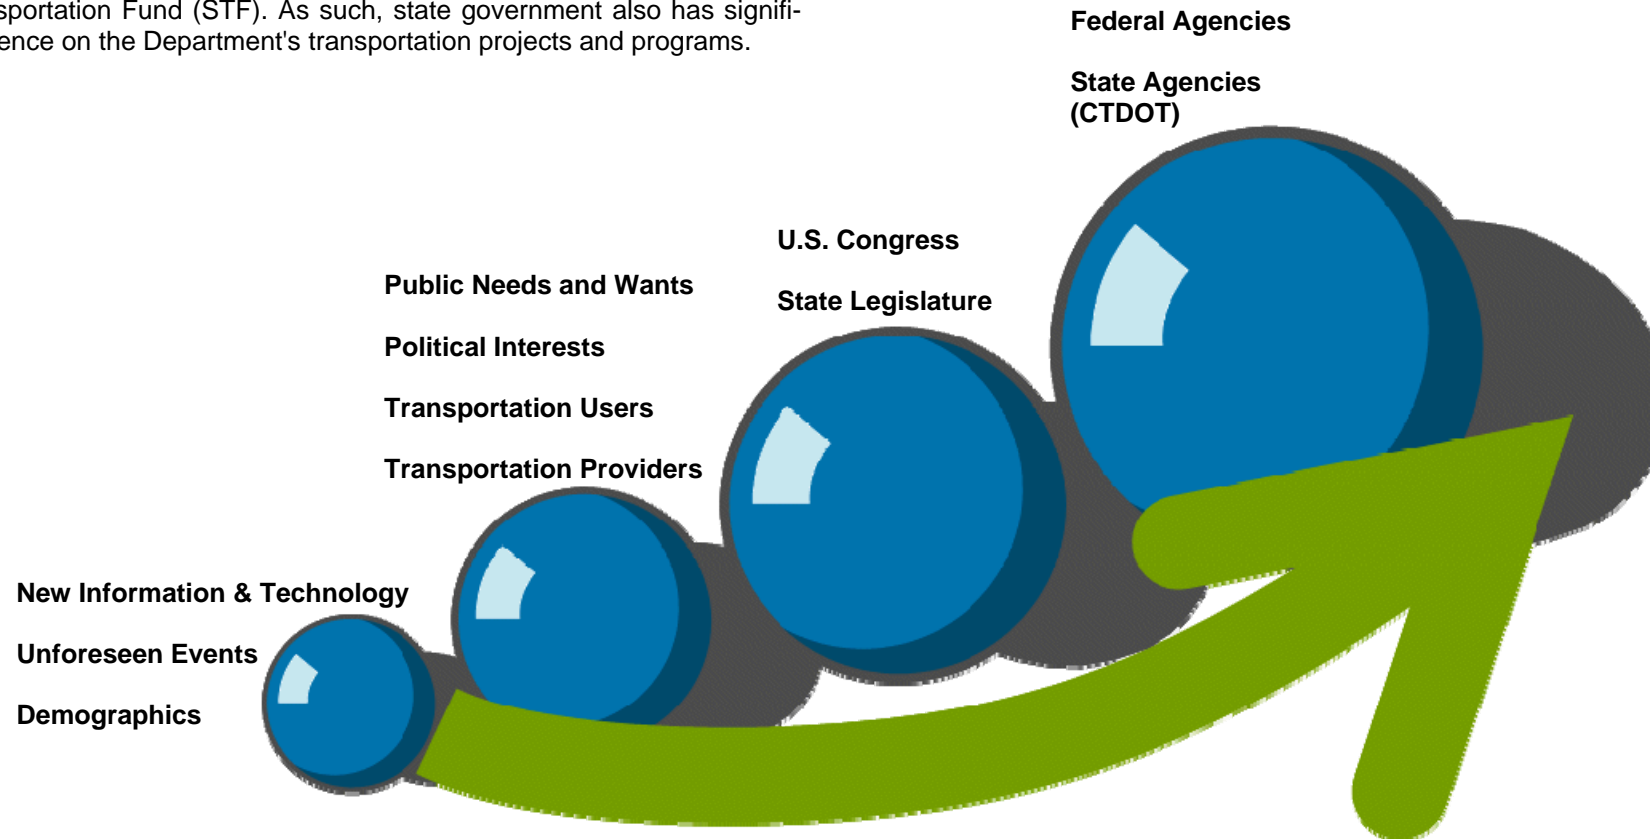 Fund (STF). As such, state government also has signifi-
on the Department's transportation projects and programs.
Federal Agencies
State Agencies
(CTDOT)
U.S. Congress
State Legislature
Public Needs and Wants
Political Interests
Transportation Users
Transportation Providers
New Information & Technology
Unforeseen Events
Demographics